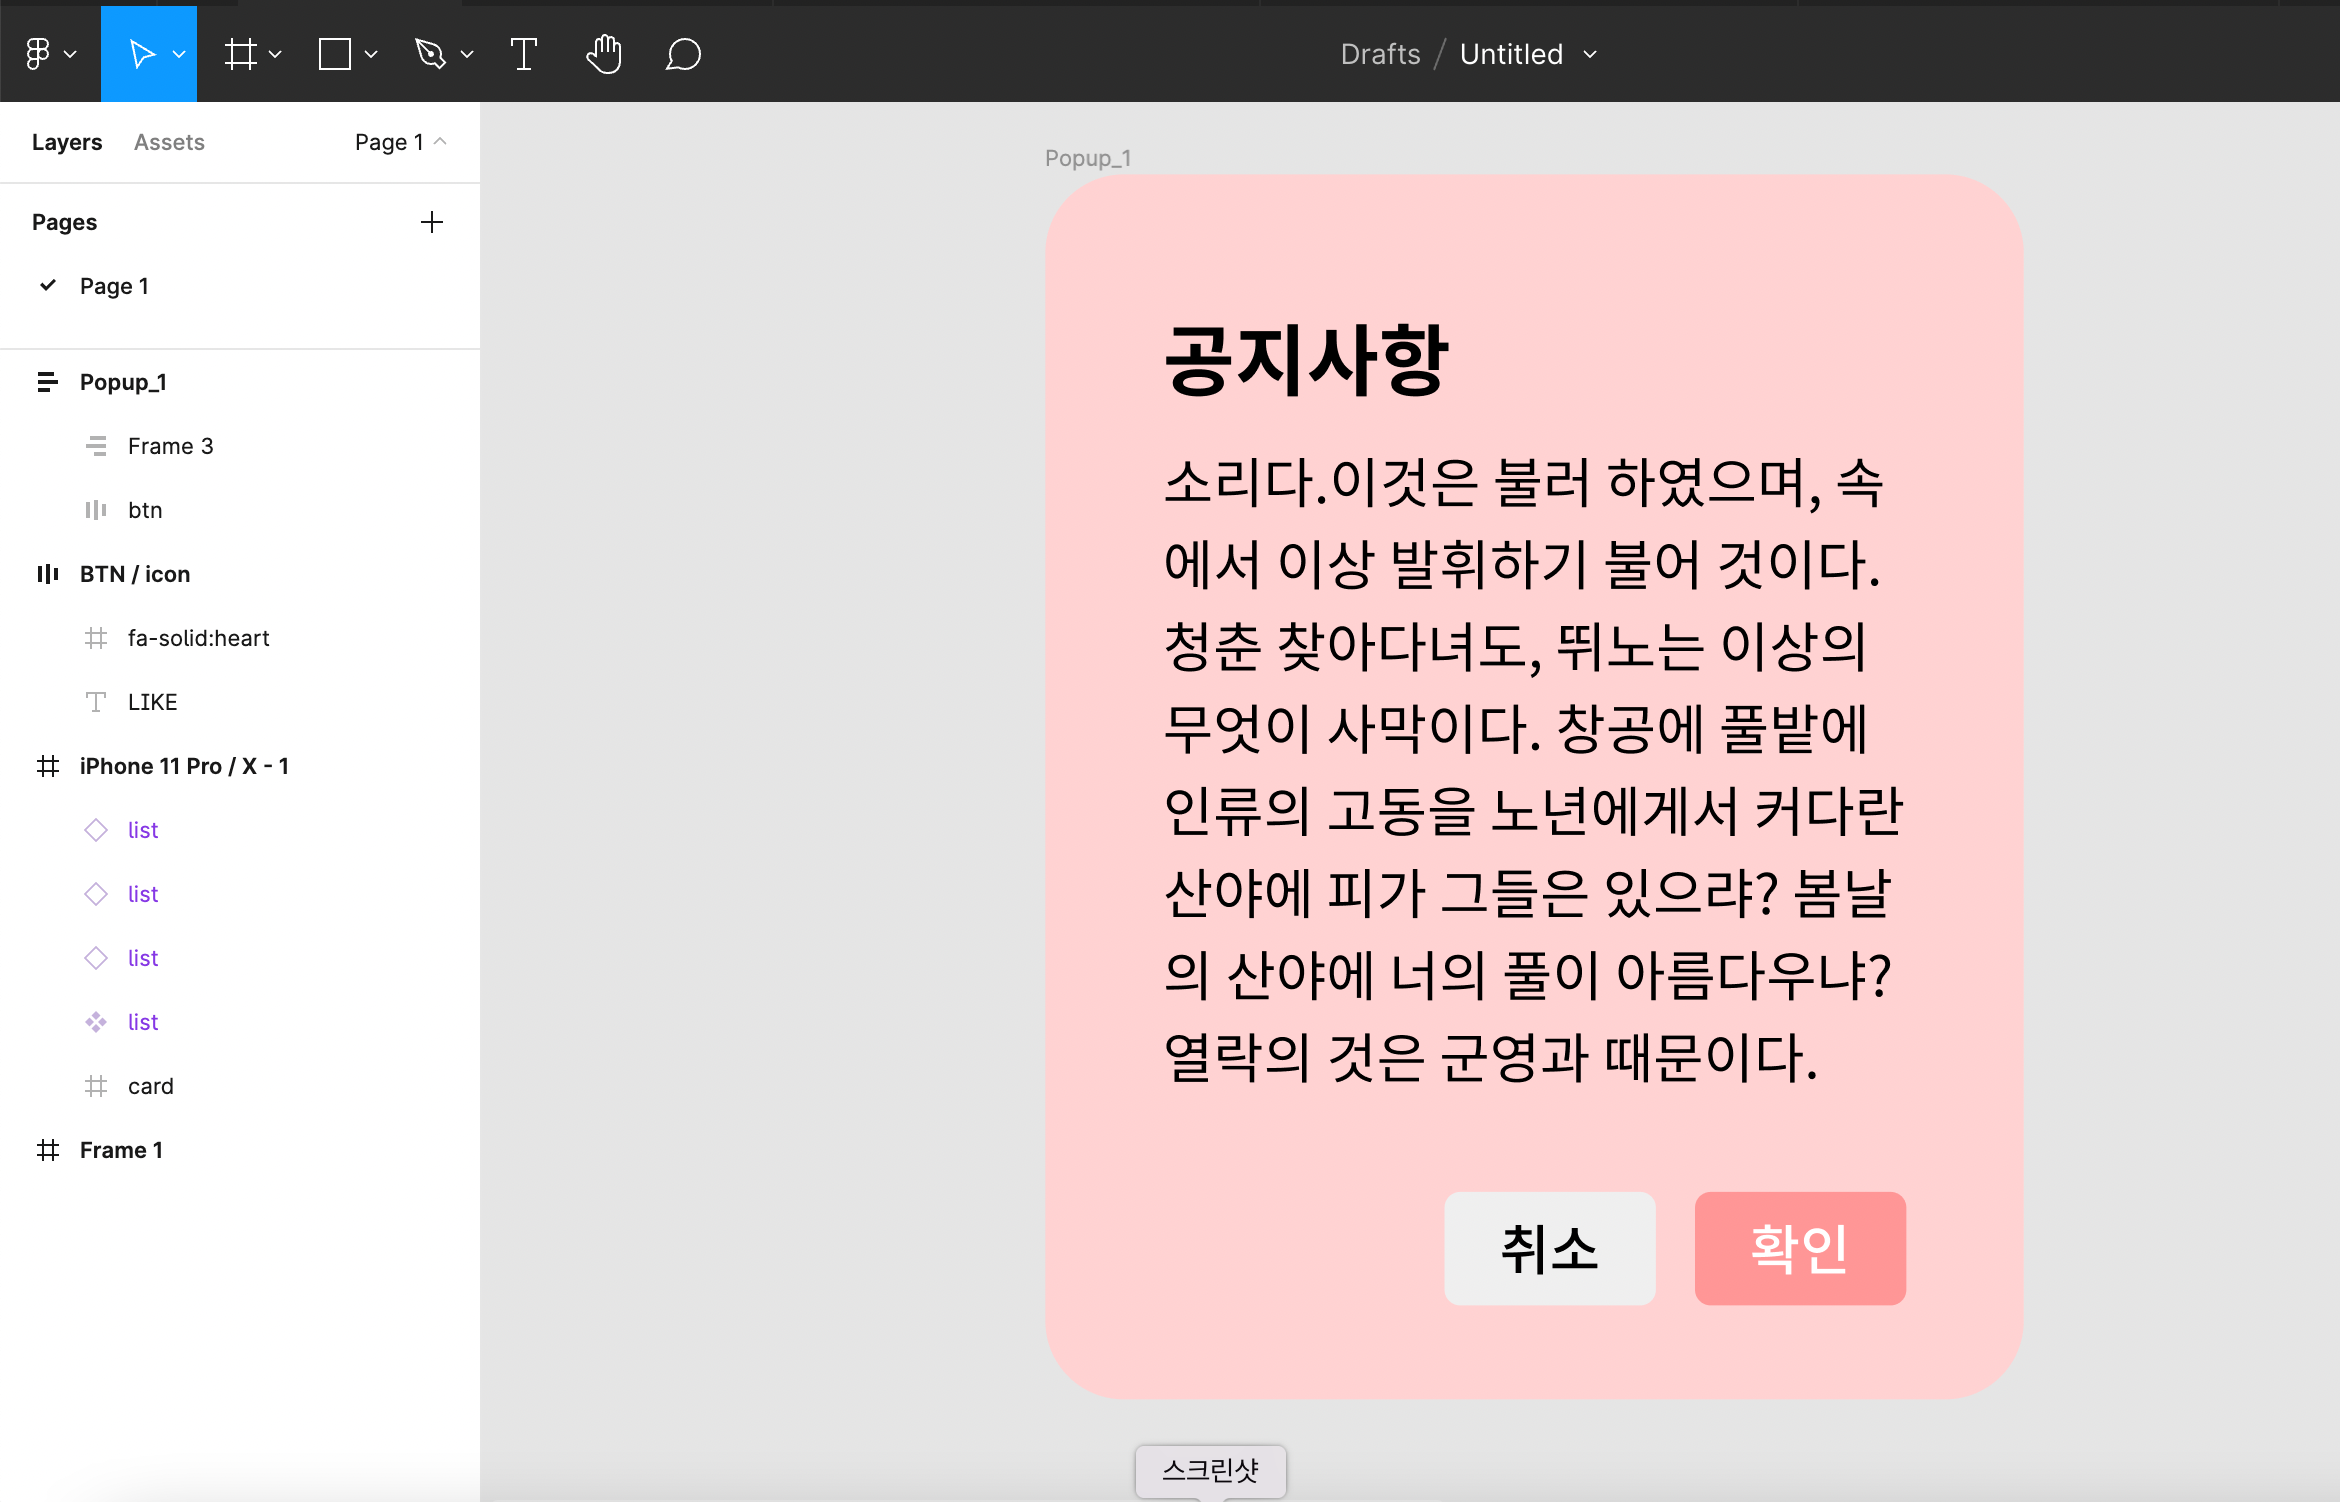 Drafts / Untitled
Layers Assets Page 1
Pages
Page 1
Popup_1
Frame 3
btn
BTN / icon
fa-solid:heart
LIKE
iPhone 11 Pro / X - 1
list
list
list
list
card
Frame 1
Popup_1
공지사항
소리다.이것은 불러 하였으며, 속
에서 이상 발휘하기 불어 것이다.
청춘 찾아다녀도, 뛰노는 이상의
무엇이 사막이다. 창공에 풀밭에
인류의 고동을 노년에게서 커다란
산야에 피가 그들은 있으랴? 봄날
의 산야에 너의 풀이 아름다우냐?
열락의 것은 군영과 때문이다.
취소 확인
스크린샷